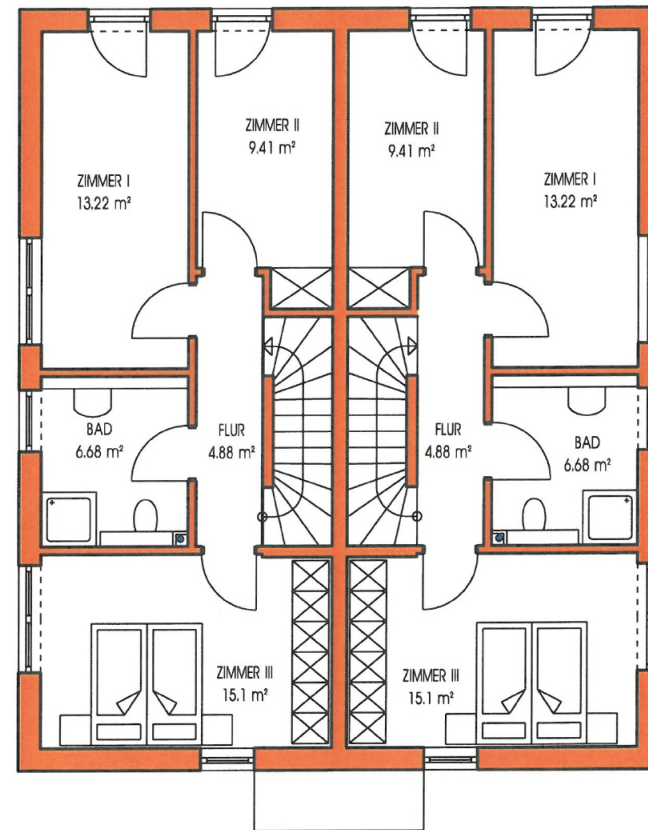 ZIMMER II
9.41 m²
ZIMMER II
9.41 m²
ZIMMER I
13.22 m²
ZIMMER I
13.22 m²
BAD
6.68 m²
FLUR
4.88 m²
FLUR
4.88 m²
BAD
6.68 m²
ZIMMER III
15.1 m²
ZIMMER III
15.1 m²